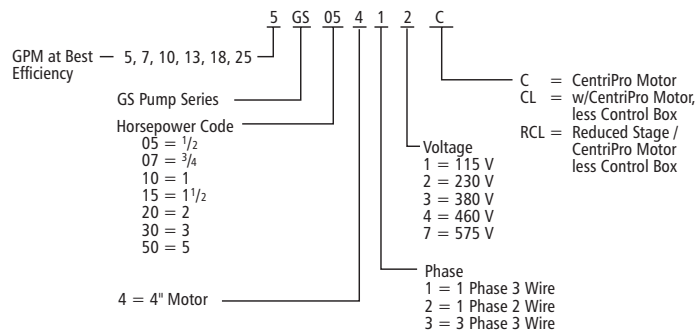 5 GS 05 4 1 2 C
GPM at Best
Efficiency
5, 7, 10, 13, 18, 25
GS Pump Series
Horsepower Code
05 = 1/2
07 = 3/4
10 = 1
15 = 1 1/2
20 = 2
30 = 3
50 = 5
4 = 4" Motor
C = CentriPro Motor
CL = w/CentriPro Motor,
less Control Box
RCL = Reduced Stage /
CentriPro Motor
less Control Box
Voltage
1 = 115 V
2 = 230 V
3 = 380 V
4 = 460 V
7 = 575 V
Phase
1 = 1 Phase 3 Wire
2 = 1 Phase 2 Wire
3 = 3 Phase 3 Wire